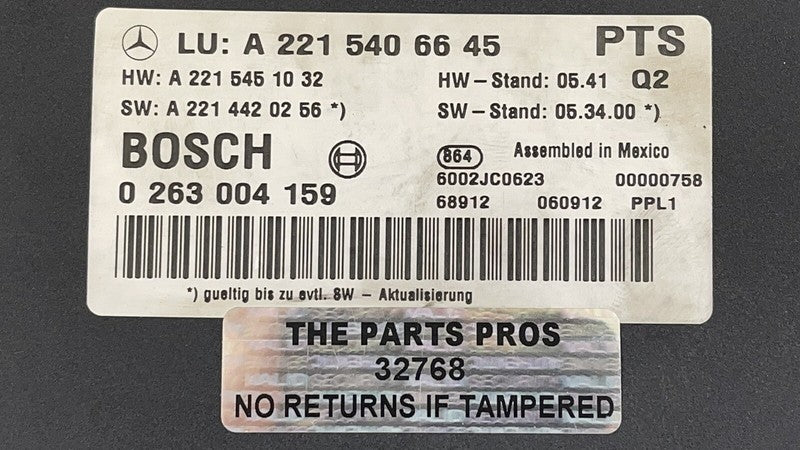 LU: A 221 540 66 45 PTS
HW: A 221 545 10 32 HW-Stand: 05.41 Q2
SW: A 221 442 02 56 *) SW-Stand: 05.34.00 *)
BOSCH 864 Assembled in Mexico
0 263 004 159 6002JC0623 00000758
68912 060912 PPL1
*) gueltig bis zu evtl. SW - Aktualisierung
THE PARTS PROS
32768
NO RETURNS IF TAMPERED